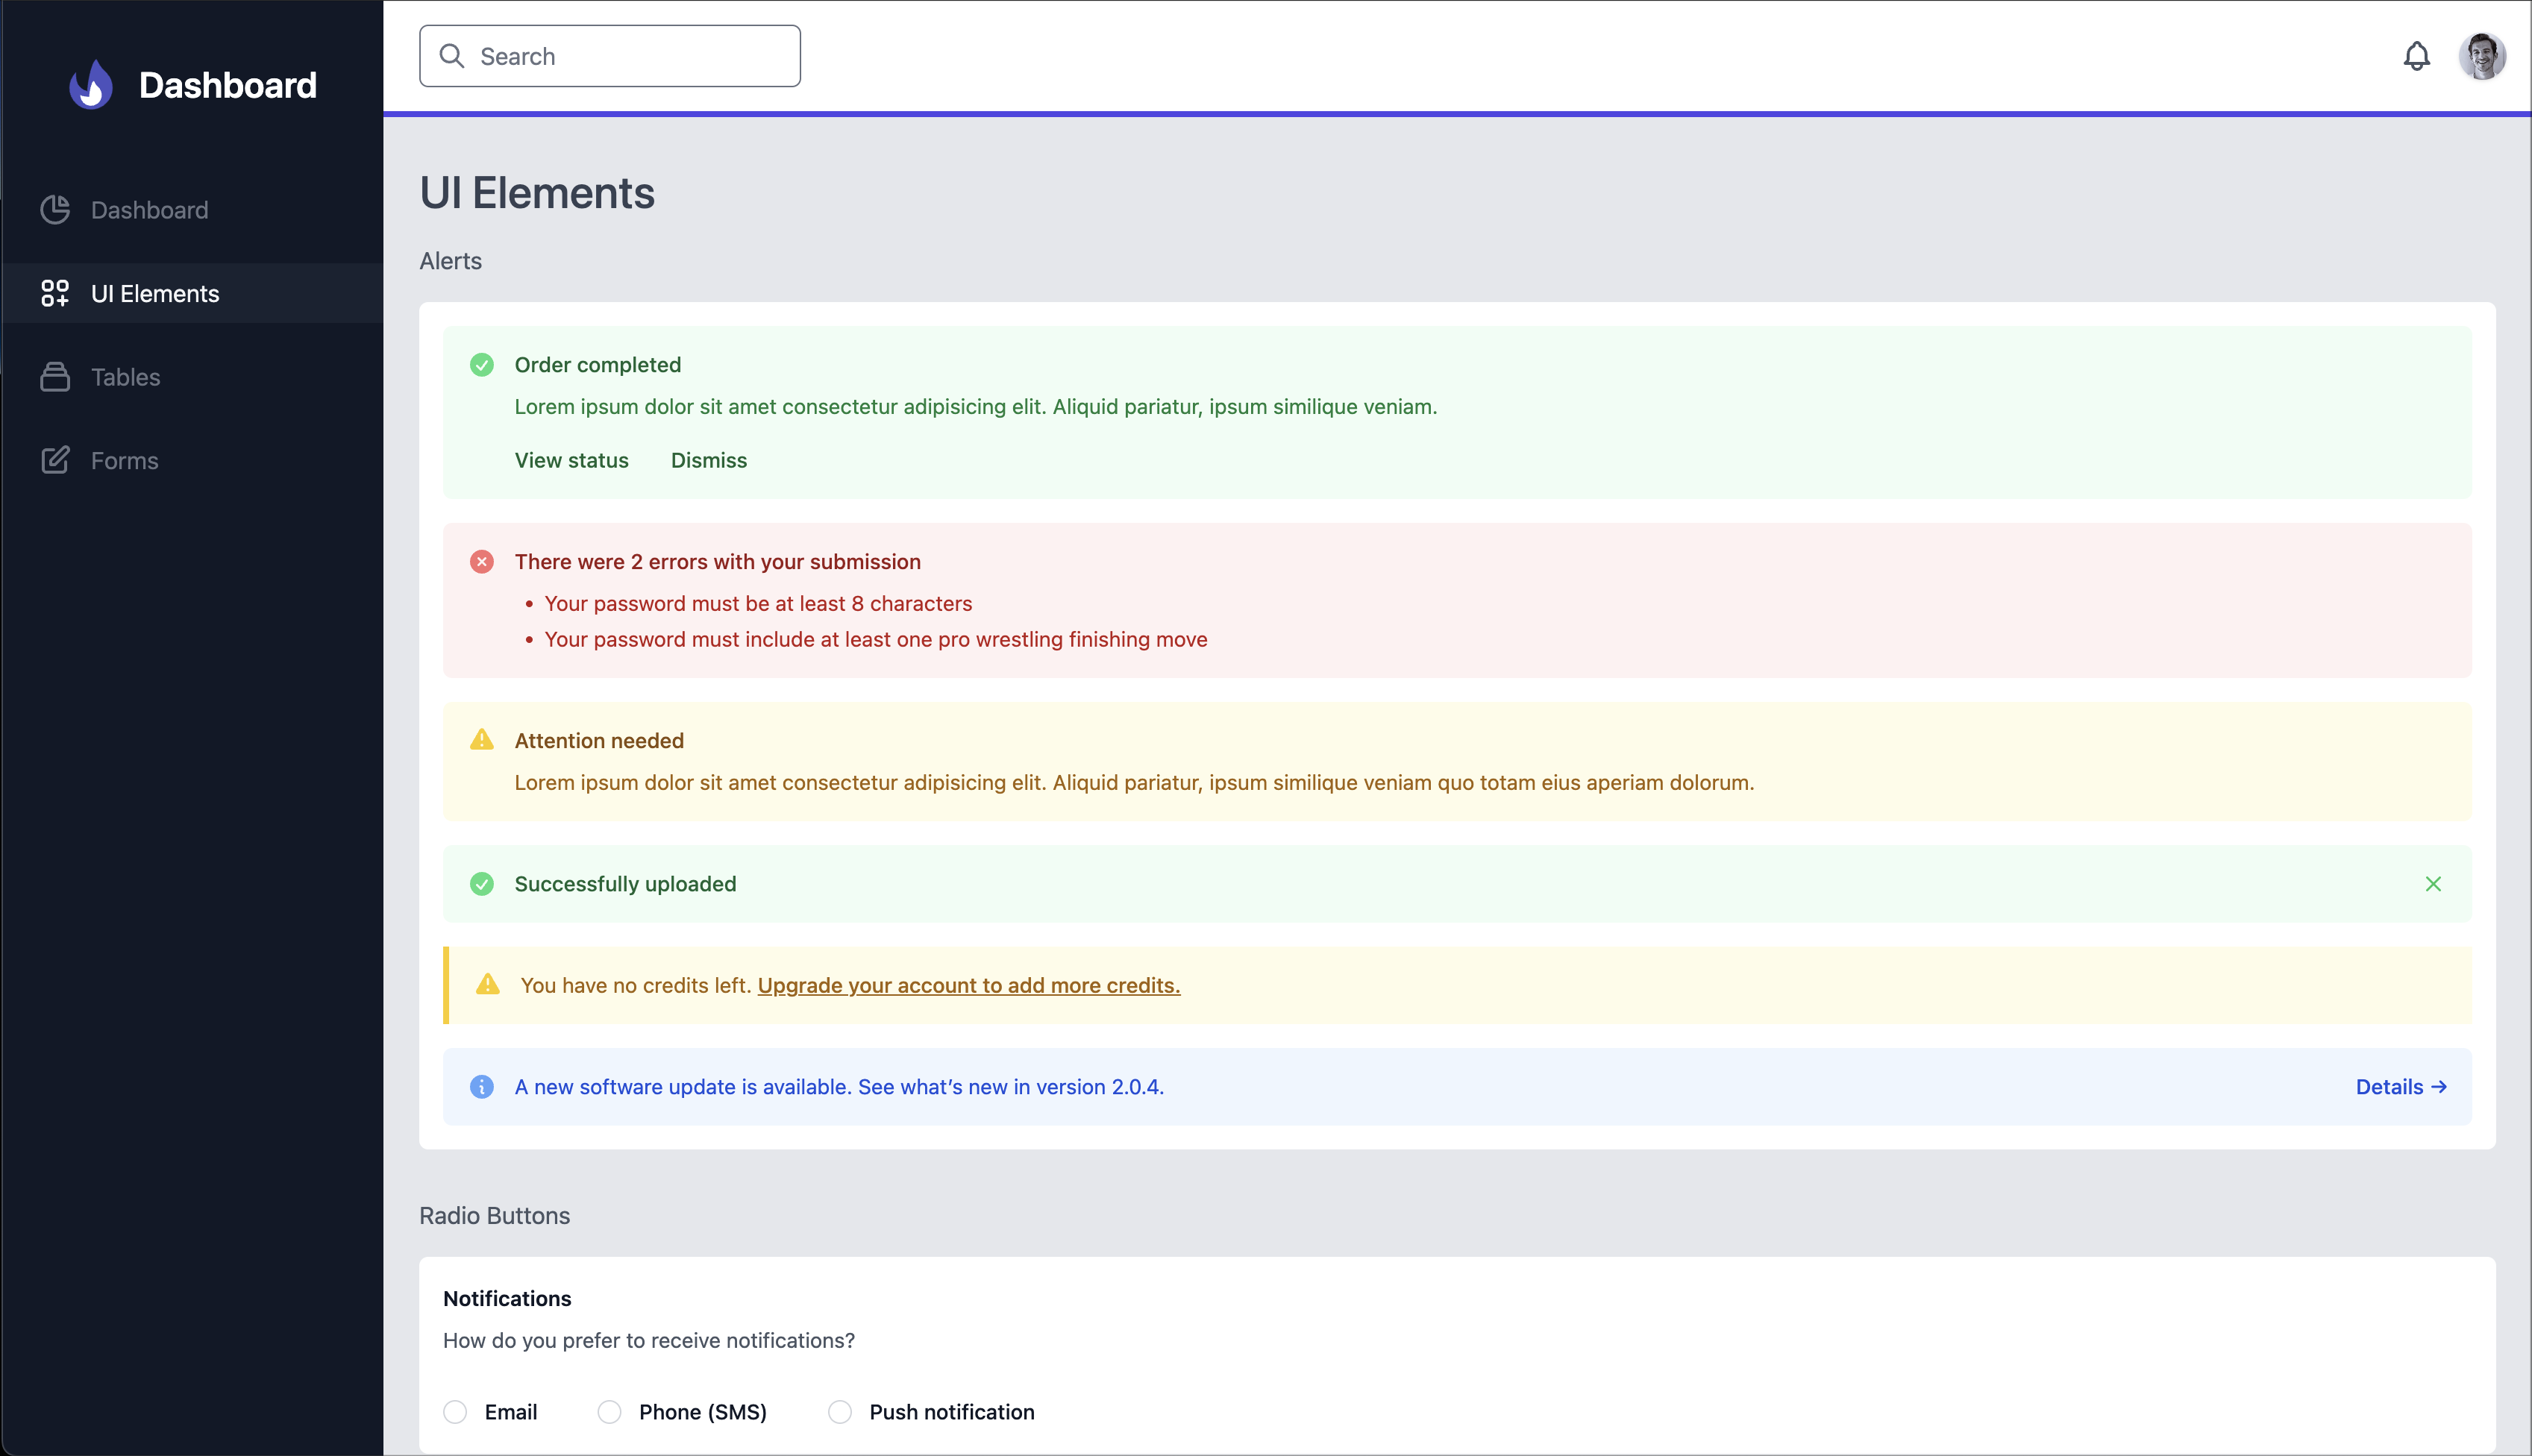 Dashboard
Dashboard
UI Elements
Tables
Forms
Search
UI Elements
Alerts
Order completed
Lorem ipsum dolor sit amet consectetur adipisicing elit. Aliquid pariatur, ipsum similique veniam.
View status Dismiss
There were 2 errors with your submission
• Your password must be at least 8 characters
• Your password must include at least one pro wrestling finishing move
Attention needed
Lorem ipsum dolor sit amet consectetur adipisicing elit. Aliquid pariatur, ipsum similique veniam quo totam eius aperiam dolorum.
Successfully uploaded
You have no credits left. Upgrade your account to add more credits.
A new software update is available. See what’s new in version 2.0.4. Details →
Radio Buttons
Notifications
How do you prefer to receive notifications?
Email Phone (SMS) Push notification